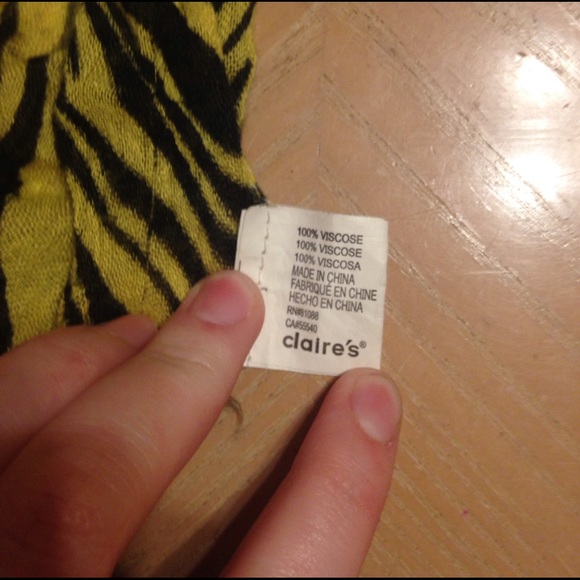 100% VISCOSE
100% VISCOSE
100% VISCOSA
MADE IN CHINA
FABRIQUÉ EN CHINE
HECHO EN CHINA
RN#81088
CA#55540
claire's®